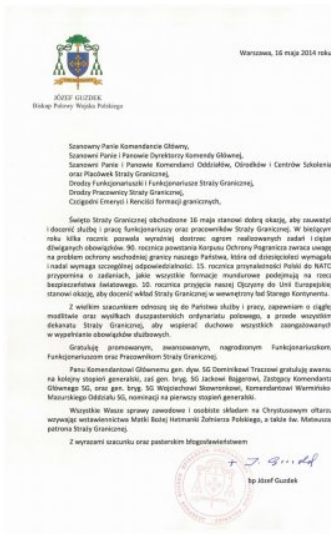 Warszawa, 16 maja 2014 roku
JÓZEF GUZDEK
Biskup Polowy Wojska Polskiego
Szanowny Panie Komendancie Główny,
Szanowni Panie i Panowie Dyrektorzy Komendy Głównej,
Szanowni Panie i Panowie Komendanci Oddziałów, Ośrodków i Centrów Szkolenia
oraz Placówek Straży Granicznej,
Drodzy Funkcjonariuszki i Funkcjonariusze Straży Granicznej,
Drodzy Pracownicy Straży Granicznej,
Czcigodni Emeryci i Renciści formacji granicznych,
Święto Straży Granicznej obchodzone 16 maja stanowi dobrą okazję, aby zauważyć
i docenić służbę i pracę funkcjonariuszy oraz pracowników Straży Granicznej. W bieżącym
roku kilka rocznic pozwala wyraźniej dostrzec ogrom realizowanych zadań i ciężar
dźwiganych obowiązków. 90. rocznica powstania Korpusu Ochrony Pogranicza zwraca uwagę
na problem ochrony wschodniej granicy naszego Państwa, która od dziesięcioleci wymagała
i nadal wymaga szczególnej odpowiedzialności. 15. rocznica przynależności Polski do NATO
przypomina o zadaniach, jakie wszystkie formacje mundurowe podejmują na rzecz
bezpieczeństwa światowego. 10. rocznica przyjęcia naszej Ojczyzny do Unii Europejskiej
stanowi okazję, aby docenić wkład Straży Granicznej w wewnętrzny ład Starego Kontynentu.
Z wielkim szacunkiem odnoszę się do Państwa służby i pracy, zapewniam o ciągłej
modlitwie oraz wysiłkach duszpasterskich ordynariatu polowego, a przede wszystkim
dekanatu Straży Granicznej, aby wspierać duchowo wszystkich zaangażowanych
w wypełnianie obowiązków służbowych.
Gratuluję promowanym, awansowanym, nagrodzonym Funkcjonariuszkom,
Funkcjonariuszom oraz Pracownikom Straży Granicznej.
Panu Komendantowi Głównemu gen. dyw. SG Dominikowi Traczowi gratuluję awansu
na kolejny stopień generalski, zaś gen. bryg. SG Jackowi Bajgerowi, Zastępcy Komendanta
Głównego SG, oraz gen. bryg. SG Wojciechowi Skowronkowi, Komendantowi Warmińsko-
Mazurskiego Oddziału SG, nominacji na pierwszy stopień generalski.
Wszystkie Wasze sprawy zawodowe i osobiste składam na Chrystusowym ołtarzu
wzywając wstawiennictwa Matki Bożej Hetmanki Żołnierza Polskiego, a także św. Mateusza
patrona Straży Granicznej.
Z wyrazami szacunku oraz pasterskim błogosławieństwem
+ J. Guzdek
bp Józef Guzdek